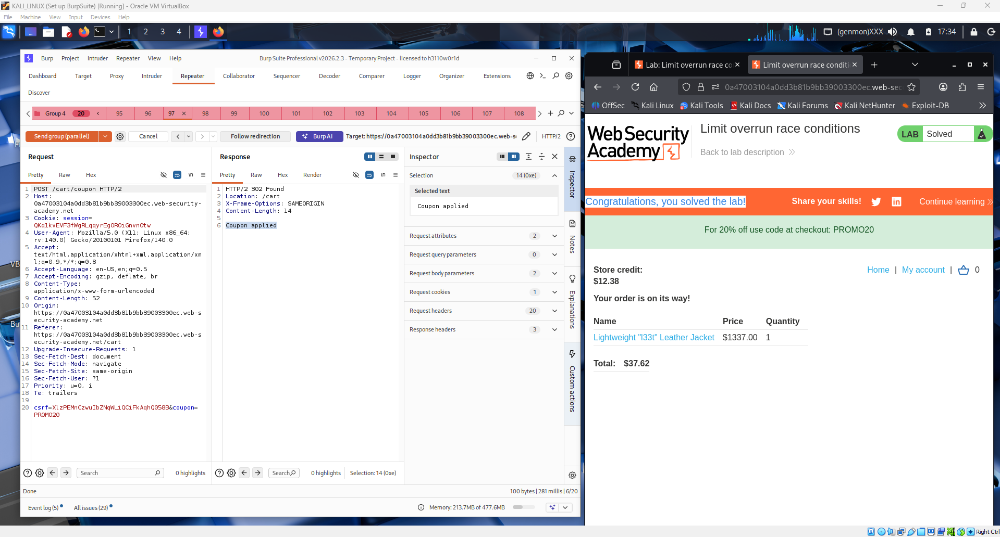 KALI_LINUX (Set up BurpSuite) [Running] - Oracle VM VirtualBox
File Machine View Input Devices Help
1 2 3 4
(genmon)XXX 17:34
Burp Project Intruder Repeater View Help
Burp Suite Professional v2026.2.3 - Temporary Project - licensed to h3110w0r1d
Dashboard Target Proxy Intruder Repeater Collaborator Sequencer Decoder Comparer Logger Organizer Extensions
Discover
Group 4 20 95 96 97 98 99 100 101 102 103 104 105 106 107 108
Send group (parallel) Cancel Follow redirection Burp AI Target: https://0a47003104a0dd3b81b9bb39003300ec.web-s HTTP/2
Request
Pretty Raw Hex \n
1 POST /cart/coupon HTTP/2
2 Host:
0a47003104a0dd3b81b9bb39003300ec.web-security-
academy.net
3 Cookie: session=
QKq1kvEVF3fWgRLqqyrEgOROiGnvnOtw
4 User-Agent: Mozilla/5.0 (X11; Linux x86_64;
rv:140.0) Gecko/20100101 Firefox/140.0
5 Accept:
text/html,application/xhtml+xml,application/xm
l;q=0.9,*/*;q=0.8
6 Accept-Language: en-US,en;q=0.5
7 Accept-Encoding: gzip, deflate, br
8 Content-Type:
application/x-www-form-urlencoded
9 Content-Length: 52
10 Origin:
https://0a47003104a0dd3b81b9bb39003300ec.web-s
ecurity-academy.net
11 Referer:
https://0a47003104a0dd3b81b9bb39003300ec.web-s
ecurity-academy.net/cart
12 Upgrade-Insecure-Requests: 1
13 Sec-Fetch-Dest: document
14 Sec-Fetch-Mode: navigate
15 Sec-Fetch-Site: same-origin
16 Sec-Fetch-User: ?1
17 Priority: u=0, i
18 Te: trailers
19
20 csrf=XlzPEMnCzwuIbZNqWLiQCiFkAqhQ058B&coupon=
PROMO20
Search 0 highlights
Response
Pretty Raw Hex Render \n
1 HTTP/2 302 Found
2 Location: /cart
3 X-Frame-Options: SAMEORIGIN
4 Content-Length: 14
5
6 Coupon applied
Search 0 highlights Selection: 14 (0xe)
Inspector
Selection 14 (0xe)
Selected text
Coupon applied
Request attributes 2
Request query parameters 0
Request body parameters 2
Request cookies 1
Request headers 20
Response headers 3
Inspector
Notes
Explanations
Custom actions
Done
100 bytes | 281 millis | 6/20
Event log (5) All issues (29)
Memory: 213.7MB of 477.6MB
VB
Bu
Lab: Limit overrun race co
Limit overrun race conditi
0a47003104a0dd3b81b9bb39003300ec.web-sec
OffSec Kali Linux Kali Tools Kali Docs Kali Forums Kali NetHunter Exploit-DB
Web Security
Academy
Limit overrun race conditions
Back to lab description
LAB Solved
Congratulations, you solved the lab!
Share your skills!
Continue learning
For 20% off use code at checkout: PROMO20
Store credit:
$12.38
Home | My account | 0
Your order is on its way!
Name Price Quantity
Lightweight "l33t" Leather Jacket $1337.00 1
Total: $37.62
Right Ctrl